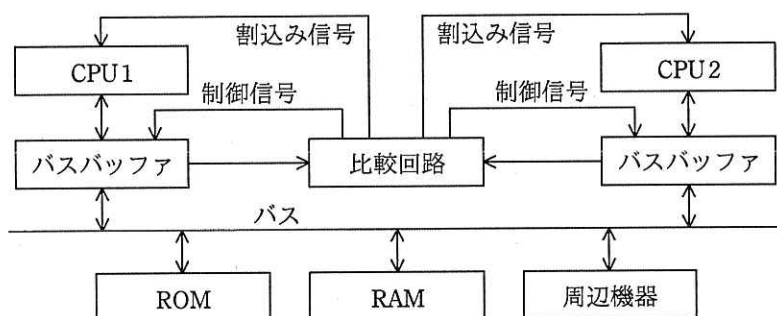 割込み信号 割込み信号
CPU1 CPU2
制御信号 制御信号
バスバッファ 比較回路 バスバッファ
バス
ROM RAM 周辺機器